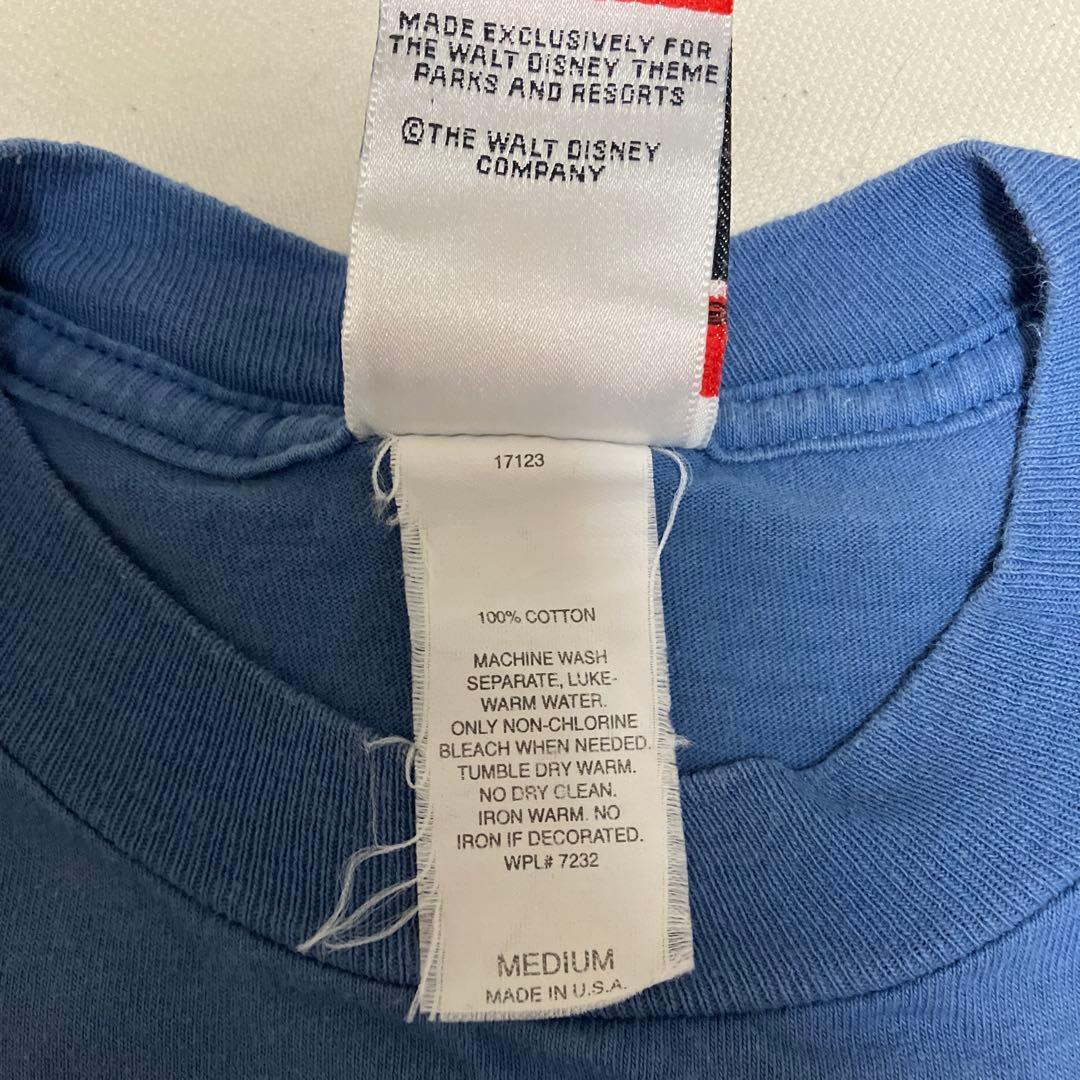 MADE EXCLUSIVELY FOR
THE WALT DISNEY THEME
PARKS AND RESORTS
©THE WALT DISNEY
COMPANY
17123
100% COTTON
MACHINE WASH
SEPARATE, LUKE-
WARM WATER.
ONLY NON-CHLORINE
BLEACH WHEN NEEDED.
TUMBLE DRY WARM.
NO DRY CLEAN.
IRON WARM. NO
IRON IF DECORATED.
WPL# 7232
MEDIUM
MADE IN U.S.A.